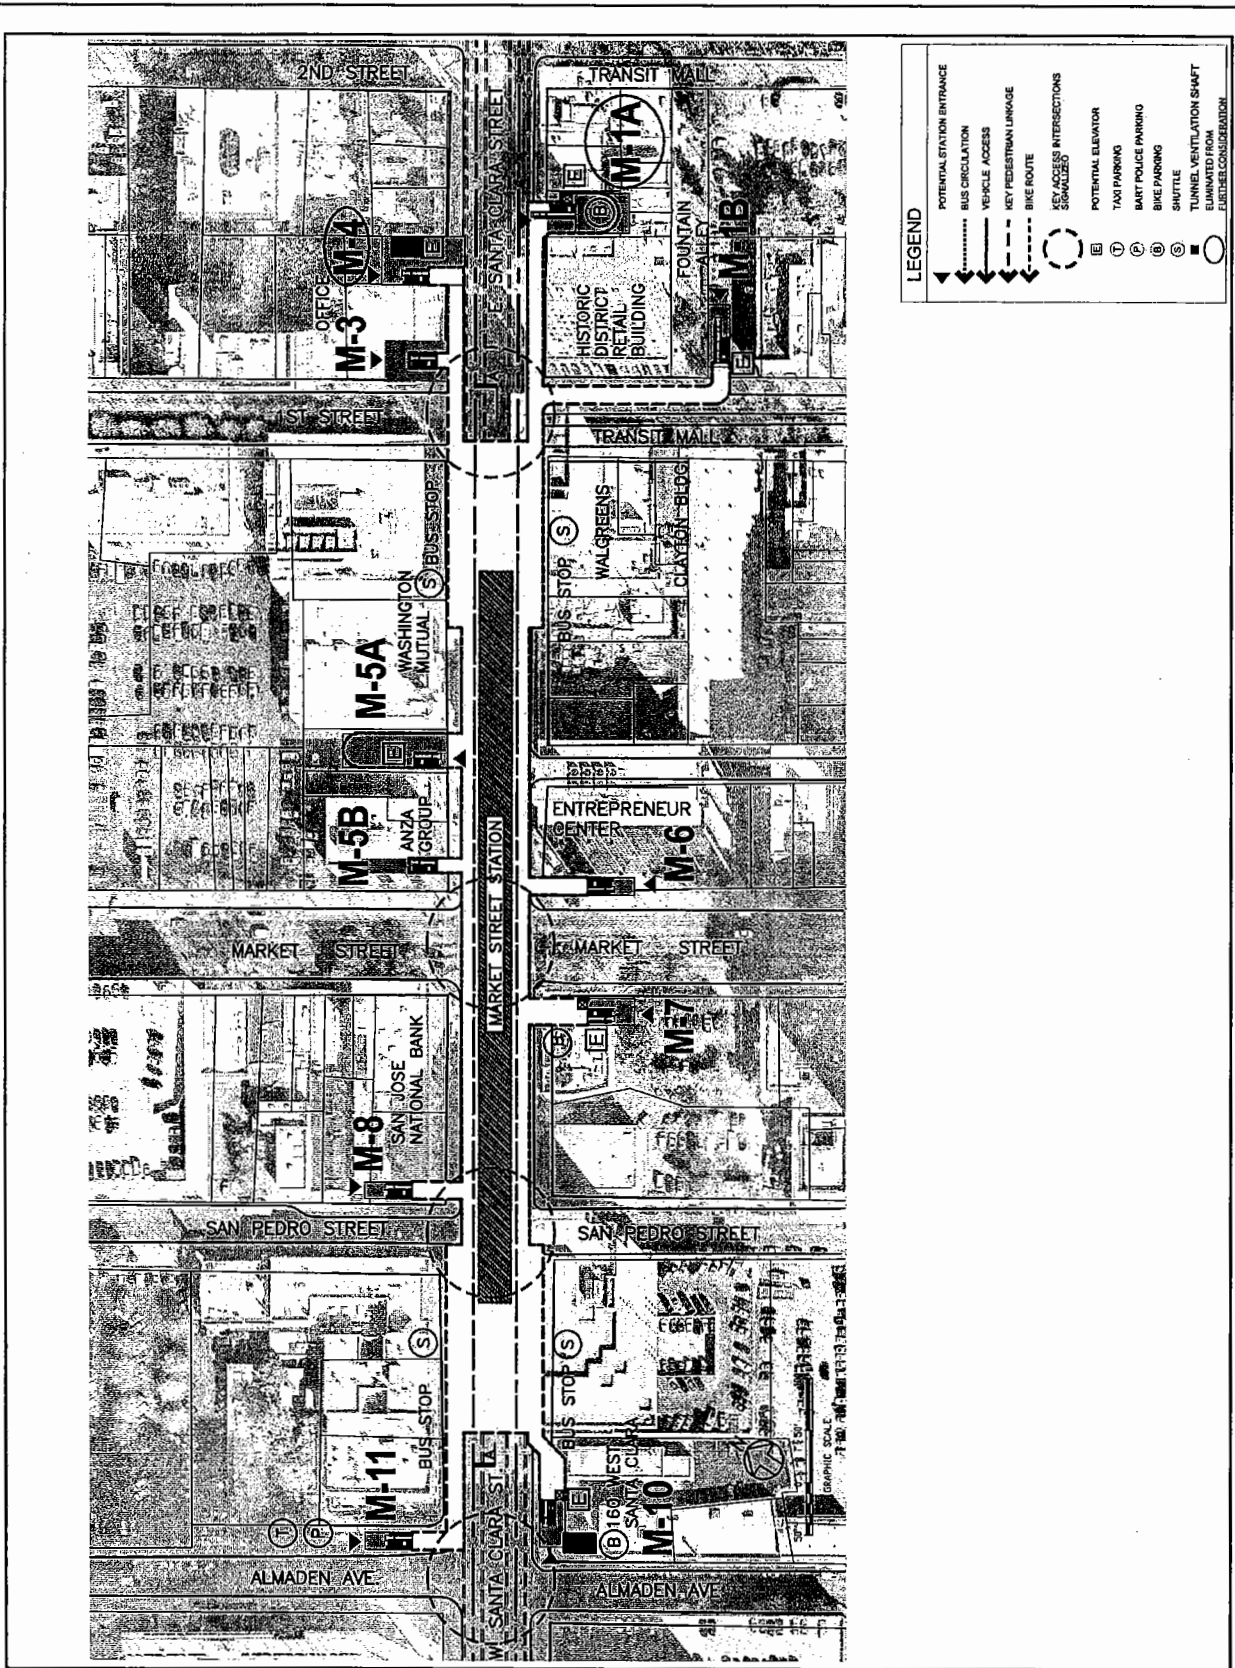 2ND STREET
TRANSIT MALL
E SANTA CLARA STREET
M-1A
E
B
M-4
E
OFFICE
M-3
FOUNTAIN
ALLEY
M-1B
E
HISTORIC
DISTRICT
RETAIL
BUILDING
1ST STREET
TRANSIT MALL
BUS STOP
S
WASHINGTON
MUTUAL
M-5A
E
BUS STOP
S
WALGREENS
CLAYTON BLDG
M-5B
ANZA
GROUP
ENTREPRENEUR
CENTER
M-6
MARKET STREET STATION
MARKET STREET
MARKET STREET
B
E
M-7
M-8
SAN JOSE
NATIONAL BANK
SAN PEDRO STREET
SAN PEDRO STREET
S
BUS STOP
BUS STOP
S
M-11
T
P
E
B
160 WEST
SANTA CLARA
M-10
GRAPHIC SCALE
W SANTA CLARA ST
ALMADEN AVE
ALMADEN AVE
LEGEND
POTENTIAL STATION ENTRANCE
BUS CIRCULATION
VEHICLE ACCESS
KEY PEDESTRIAN LINKAGE
BIKE ROUTE
KEY ACCESS INTERSECTIONS
SIGNALIZED
E POTENTIAL ELEVATOR
T TAXI PARKING
P BART POLICE PARKING
B BIKE PARKING
S SHUTTLE
TUNNEL VENTILATION SHAFT
ELIMINATED FROM
FURTHER CONSIDERATION